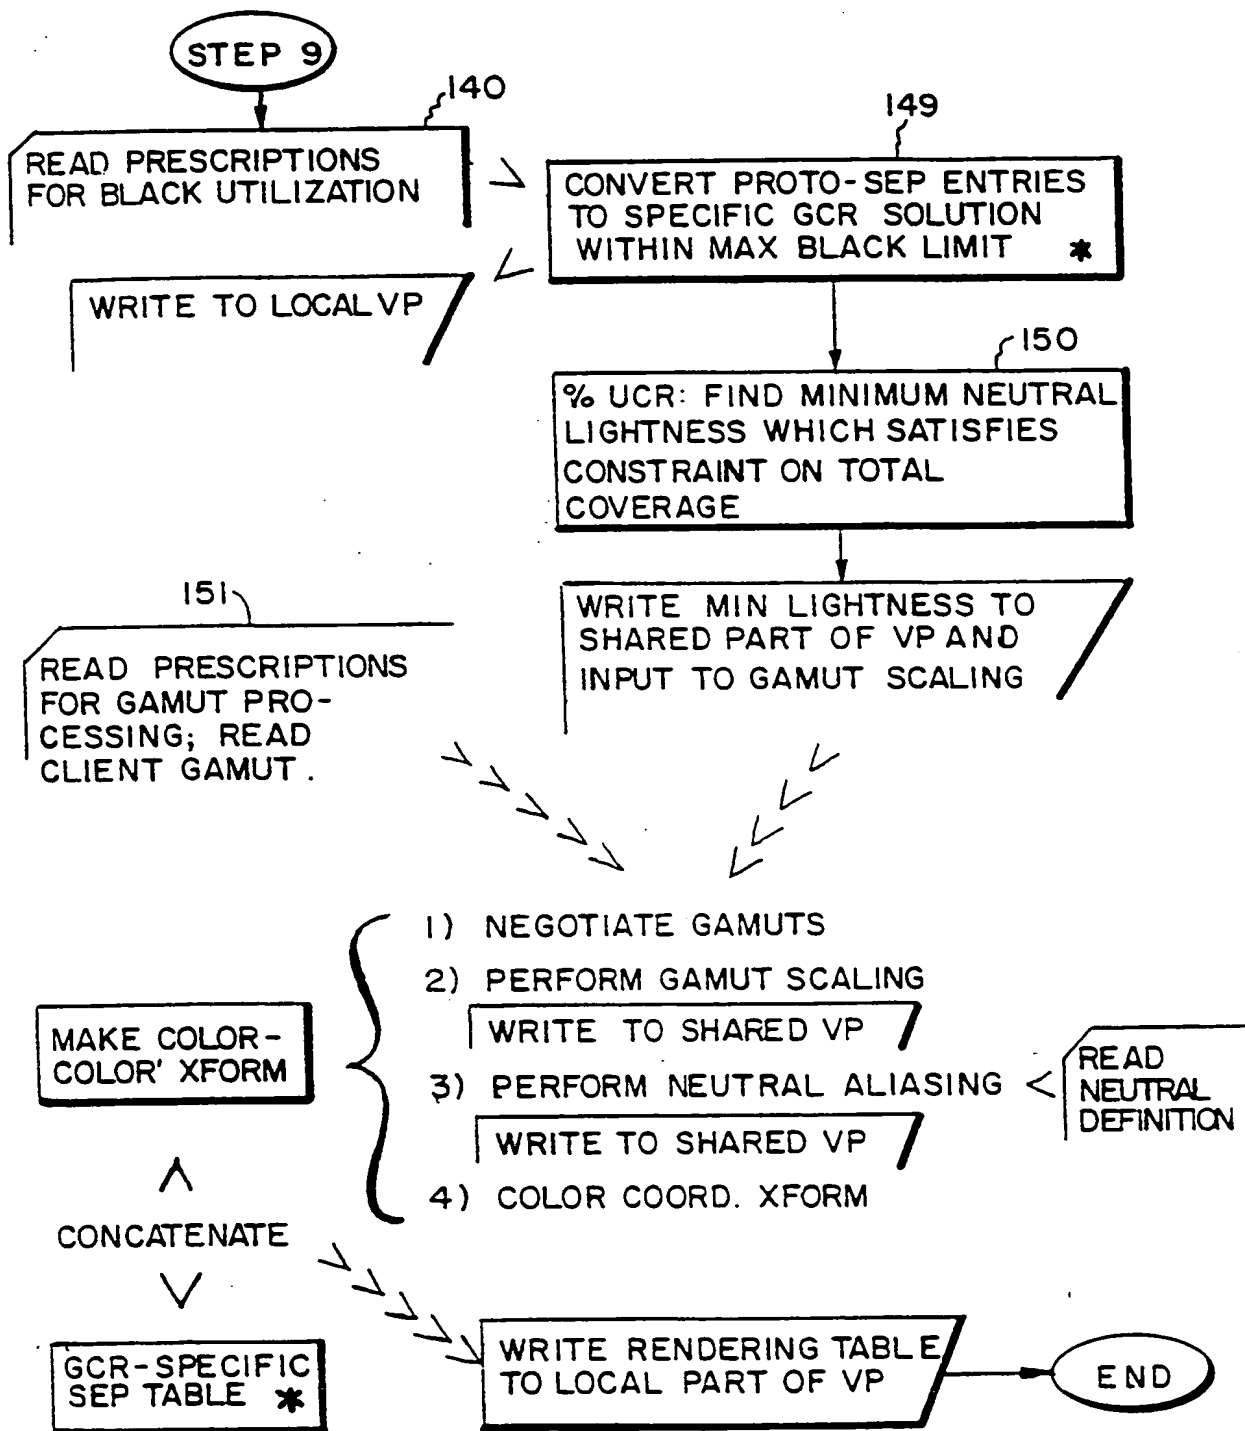 STEP 9
140
READ PRESCRIPTIONS
FOR BLACK UTILIZATION
149
CONVERT PROTO-SEP ENTRIES
TO SPECIFIC GCR SOLUTION
WITHIN MAX BLACK LIMIT *
WRITE TO LOCAL VP
150
% UCR: FIND MINIMUM NEUTRAL
LIGHTNESS WHICH SATISFIES
CONSTRAINT ON TOTAL
COVERAGE
WRITE MIN LIGHTNESS TO
SHARED PART OF VP AND
INPUT TO GAMUT SCALING
151
READ PRESCRIPTIONS
FOR GAMUT PRO-
CESSING; READ
CLIENT GAMUT.
MAKE COLOR-
COLOR' XFORM
1) NEGOTIATE GAMUTS
2) PERFORM GAMUT SCALING
WRITE TO SHARED VP
3) PERFORM NEUTRAL ALIASING
READ
NEUTRAL
DEFINITION
WRITE TO SHARED VP
4) COLOR COORD. XFORM
CONCATENATE
GCR-SPECIFIC
SEP TABLE *
WRITE RENDERING TABLE
TO LOCAL PART OF VP
END